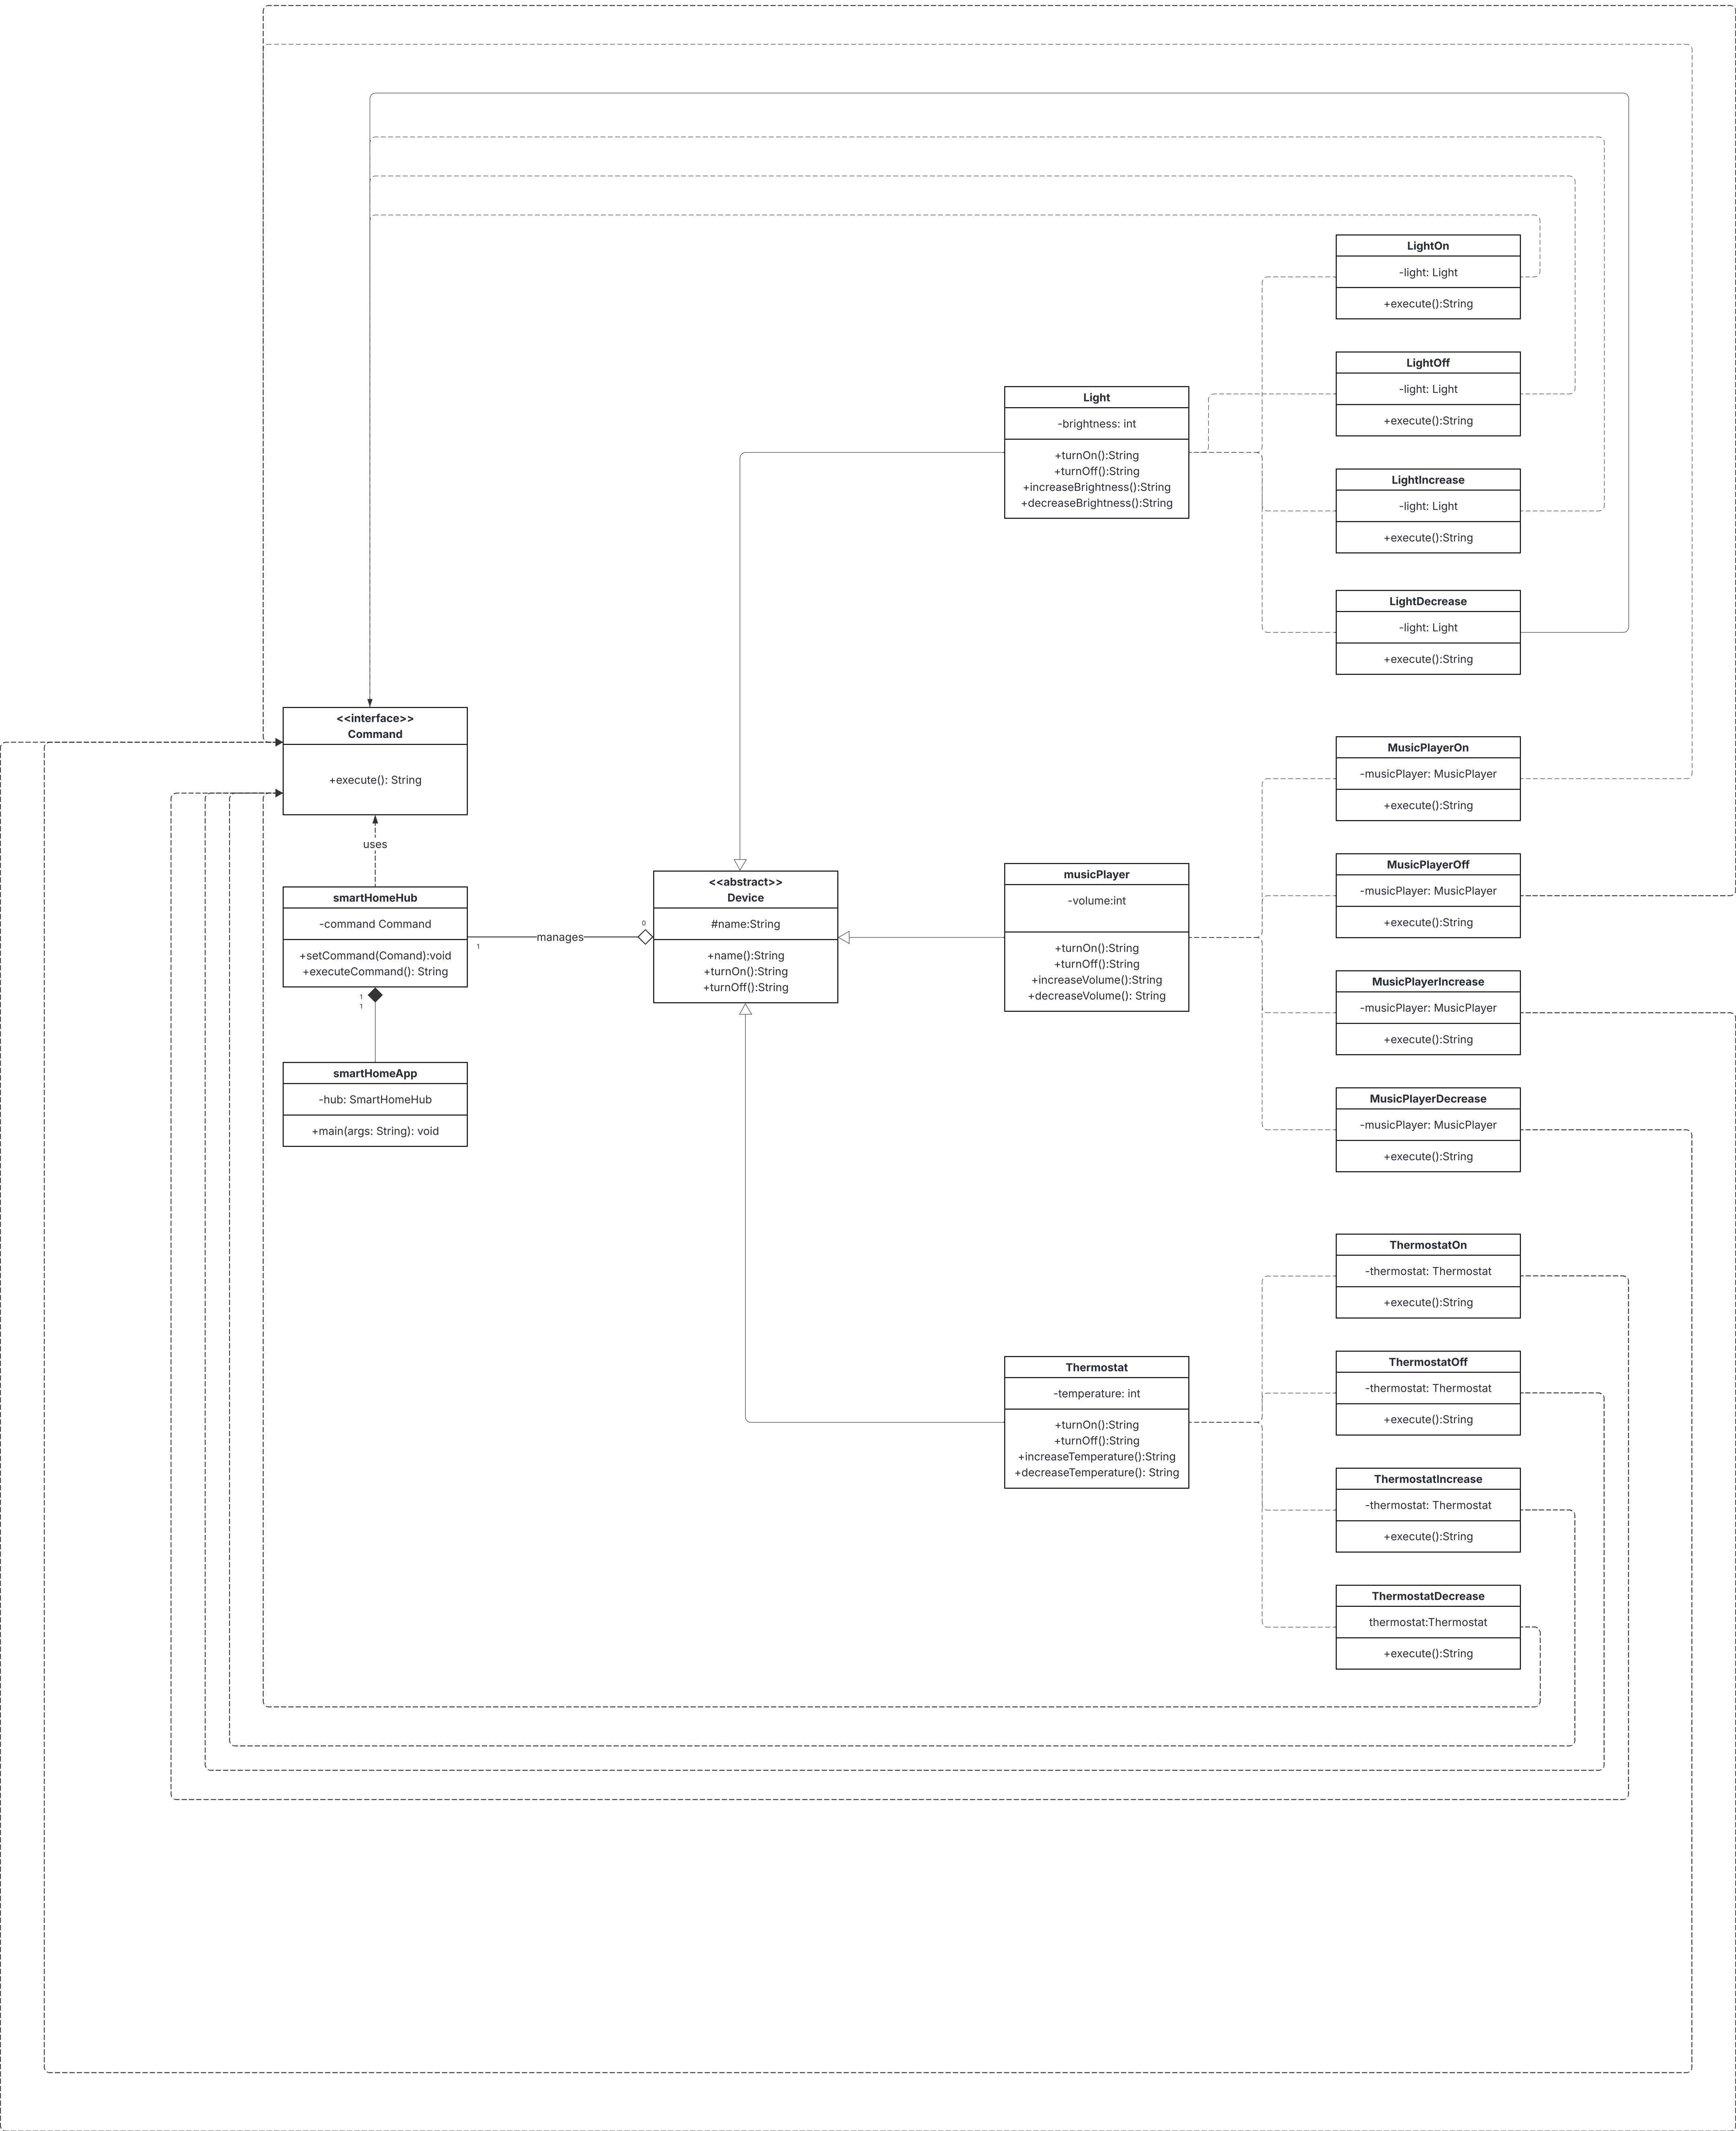 LightOn
-light: Light
+execute():String
LightOff
-light: Light
+execute():String
Light
-brightness: int
+turnOn():String
+turnOff():String
+increaseBrightness():String
+decreaseBrightness():String
LightIncrease
-light: Light
+execute():String
LightDecrease
-light: Light
+execute():String
<<interface>>
Command
+execute(): String
uses
smartHomeHub
-command Command
+setCommand(Comand):void
+executeCommand(): String
1
manages
0
1
1
smartHomeApp
-hub: SmartHomeHub
+main(args: String): void
<<abstract>>
Device
#name:String
+name():String
+turnOn():String
+turnOff():String
musicPlayer
-volume:int
+turnOn():String
+turnOff():String
+increaseVolume():String
+decreaseVolume(): String
MusicPlayerOn
-musicPlayer: MusicPlayer
+execute():String
MusicPlayerOff
-musicPlayer: MusicPlayer
+execute():String
MusicPlayerIncrease
-musicPlayer: MusicPlayer
+execute():String
MusicPlayerDecrease
-musicPlayer: MusicPlayer
+execute():String
ThermostatOn
-thermostat: Thermostat
+execute():String
Thermostat
-temperature: int
+turnOn():String
+turnOff():String
+increaseTemperature():String
+decreaseTemperature(): String
ThermostatOff
-thermostat: Thermostat
+execute():String
ThermostatIncrease
-thermostat: Thermostat
+execute():String
ThermostatDecrease
thermostat:Thermostat
+execute():String